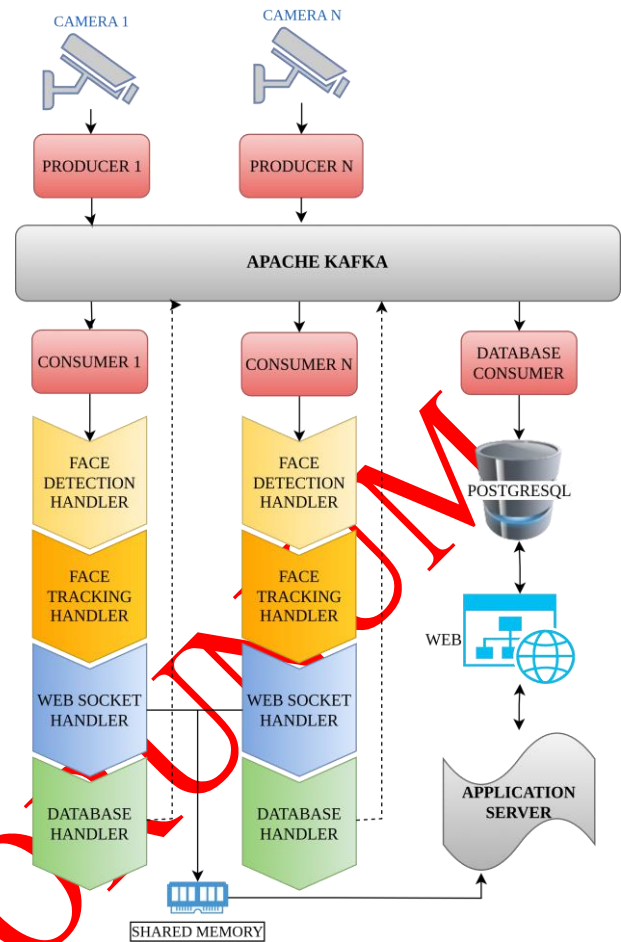 CAMERA 1
CAMERA N
PRODUCER 1
PRODUCER N
APACHE KAFKA
CONSUMER 1
CONSUMER N
DATABASE
CONSUMER
FACE
DETECTION
HANDLER
FACE
DETECTION
HANDLER
POSTGRESQL
FACE
TRACKING
HANDLER
FACE
TRACKING
HANDLER
WEB
WEB SOCKET
HANDLER
WEB SOCKET
HANDLER
DATABASE
HANDLER
DATABASE
HANDLER
APPLICATION
SERVER
SHARED MEMORY